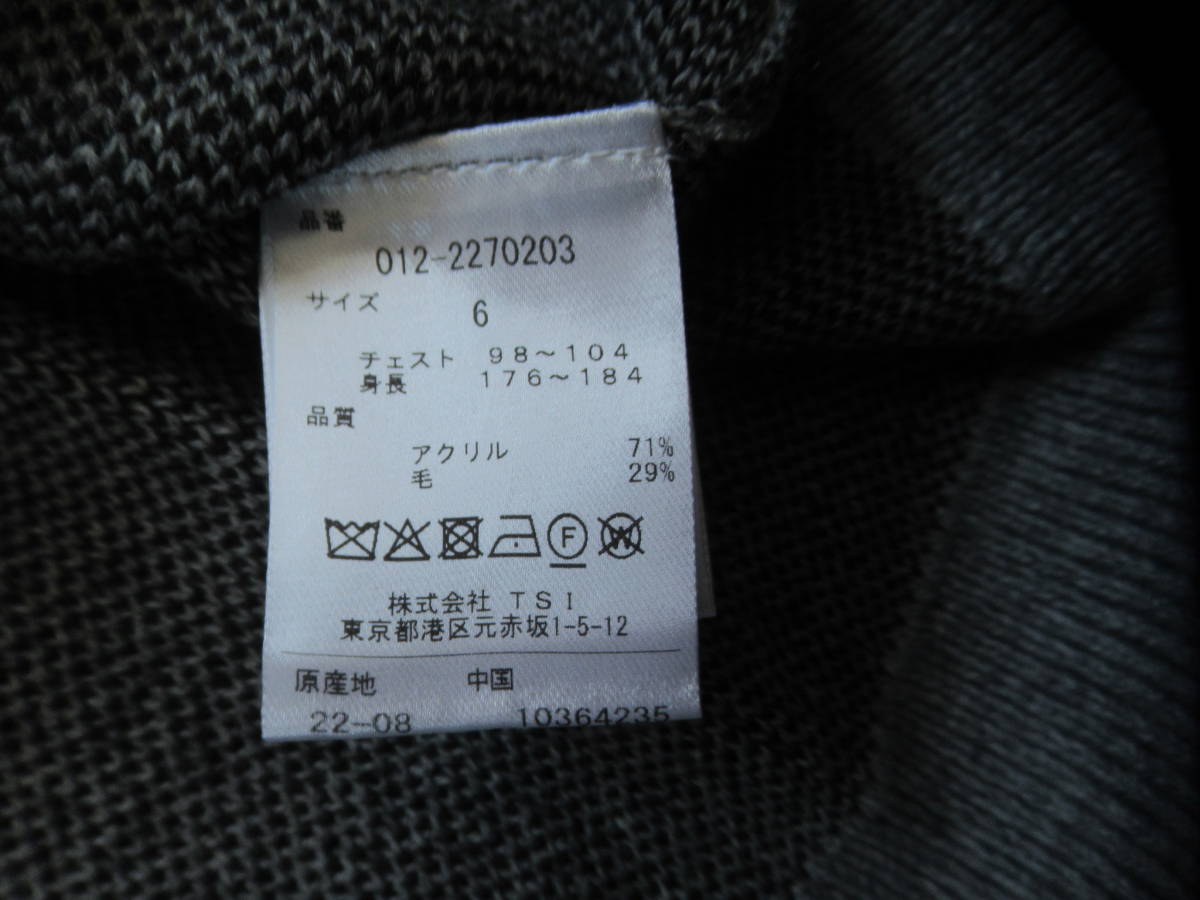 品番
012-2270203
サイズ 6
チェスト 98～104
身長 176～184
品質
アクリル 71%
毛 29%
F W
株式会社 TSI
東京都港区元赤坂1-5-12
原産地 中国
22-08 10364235